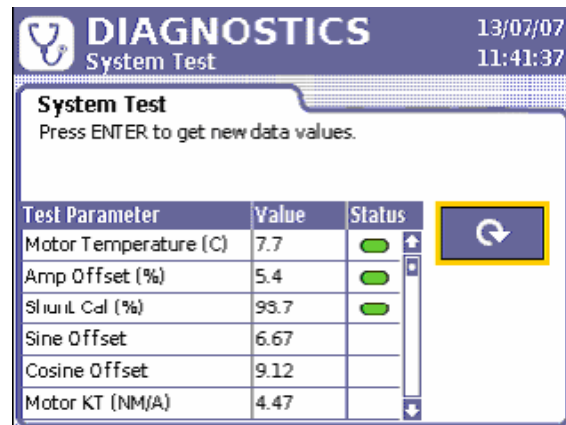 DIAGNOSTICS
System Test
13/07/07
11:41:37
System Test
Press ENTER to get new data values.
Test Parameter Value Status
Motor Temperature (C) 7.7
Amp Offset (%) 5.4
Shunt Cal (%) 98.7
Sine Offset 6.67
Cosine Offset 9.12
Motor KT (NM/A) 4.47